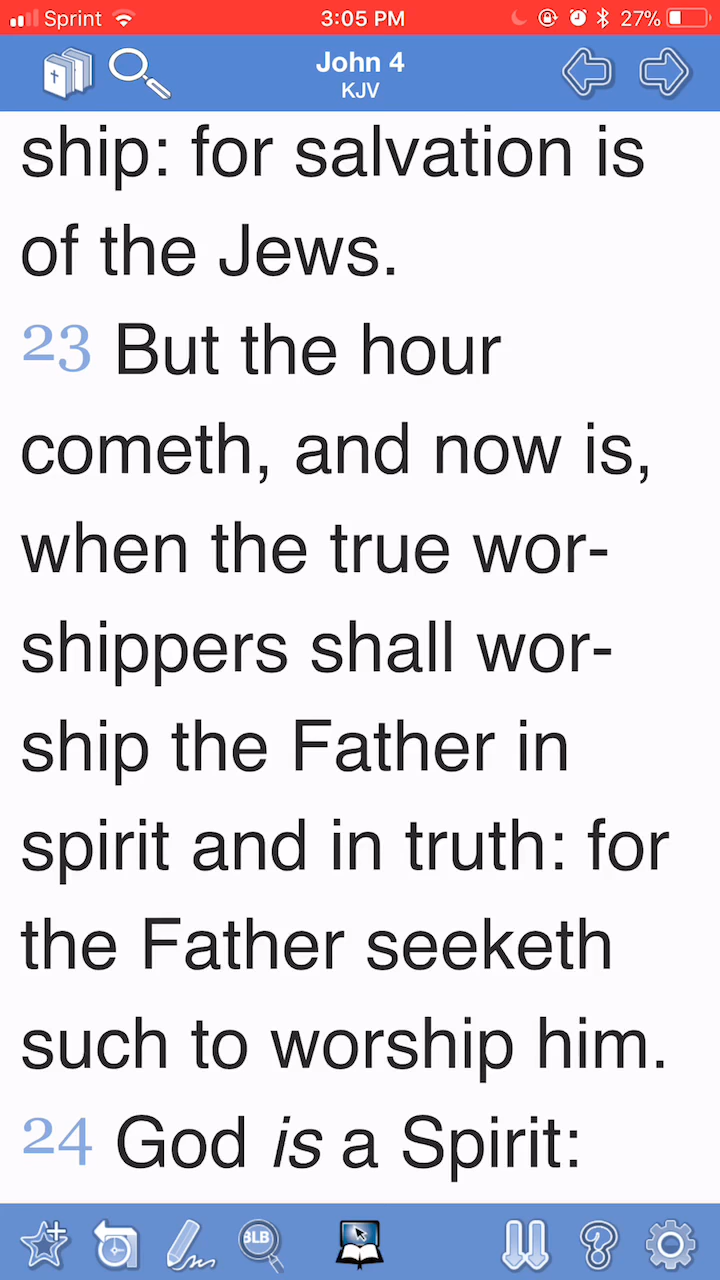 Sprint 3:05 PM 27%
John 4
KJV
ship: for salvation is
of the Jews.
23 But the hour
cometh, and now is,
when the true wor-
shippers shall wor-
ship the Father in
spirit and in truth: for
the Father seeketh
such to worship him.
24 God is a Spirit:
BLB